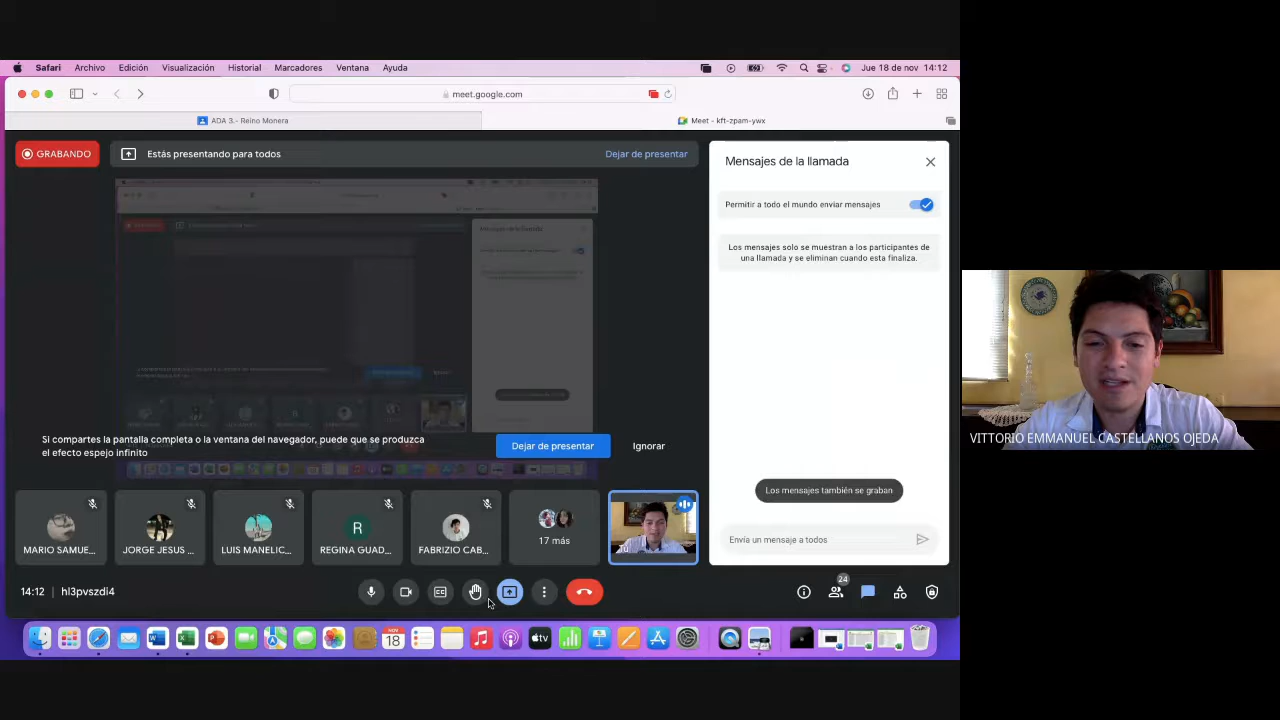 Safari Archivo Edición Visualización Historial Marcadores Ventana Ayuda Jue 18 de nov 14:12
meet.google.com
ADA 3.- Reino Monera Meet - kft-zpam-ywx
GRABANDO Estás presentando para todos Dejar de presentar
Mensajes de la llamada
Permitir a todo el mundo enviar mensajes
Los mensajes solo se muestran a los participantes de
una llamada y se eliminan cuando esta finaliza.
Si compartes la pantalla completa o la ventana del navegador, puede que se produzca
el efecto espejo infinito
Dejar de presentar Ignorar
Los mensajes también se graban
Envía un mensaje a todos
MARIO SAMUE... JORGE JESUS ... LUIS MANELIC... R REGINA GUAD... FABRIZIO CAB... 17 más
14:12 | hl3pvszdi4
24
NOV
18
tv
VITTORIO EMMANUEL CASTELLANOS OJEDA